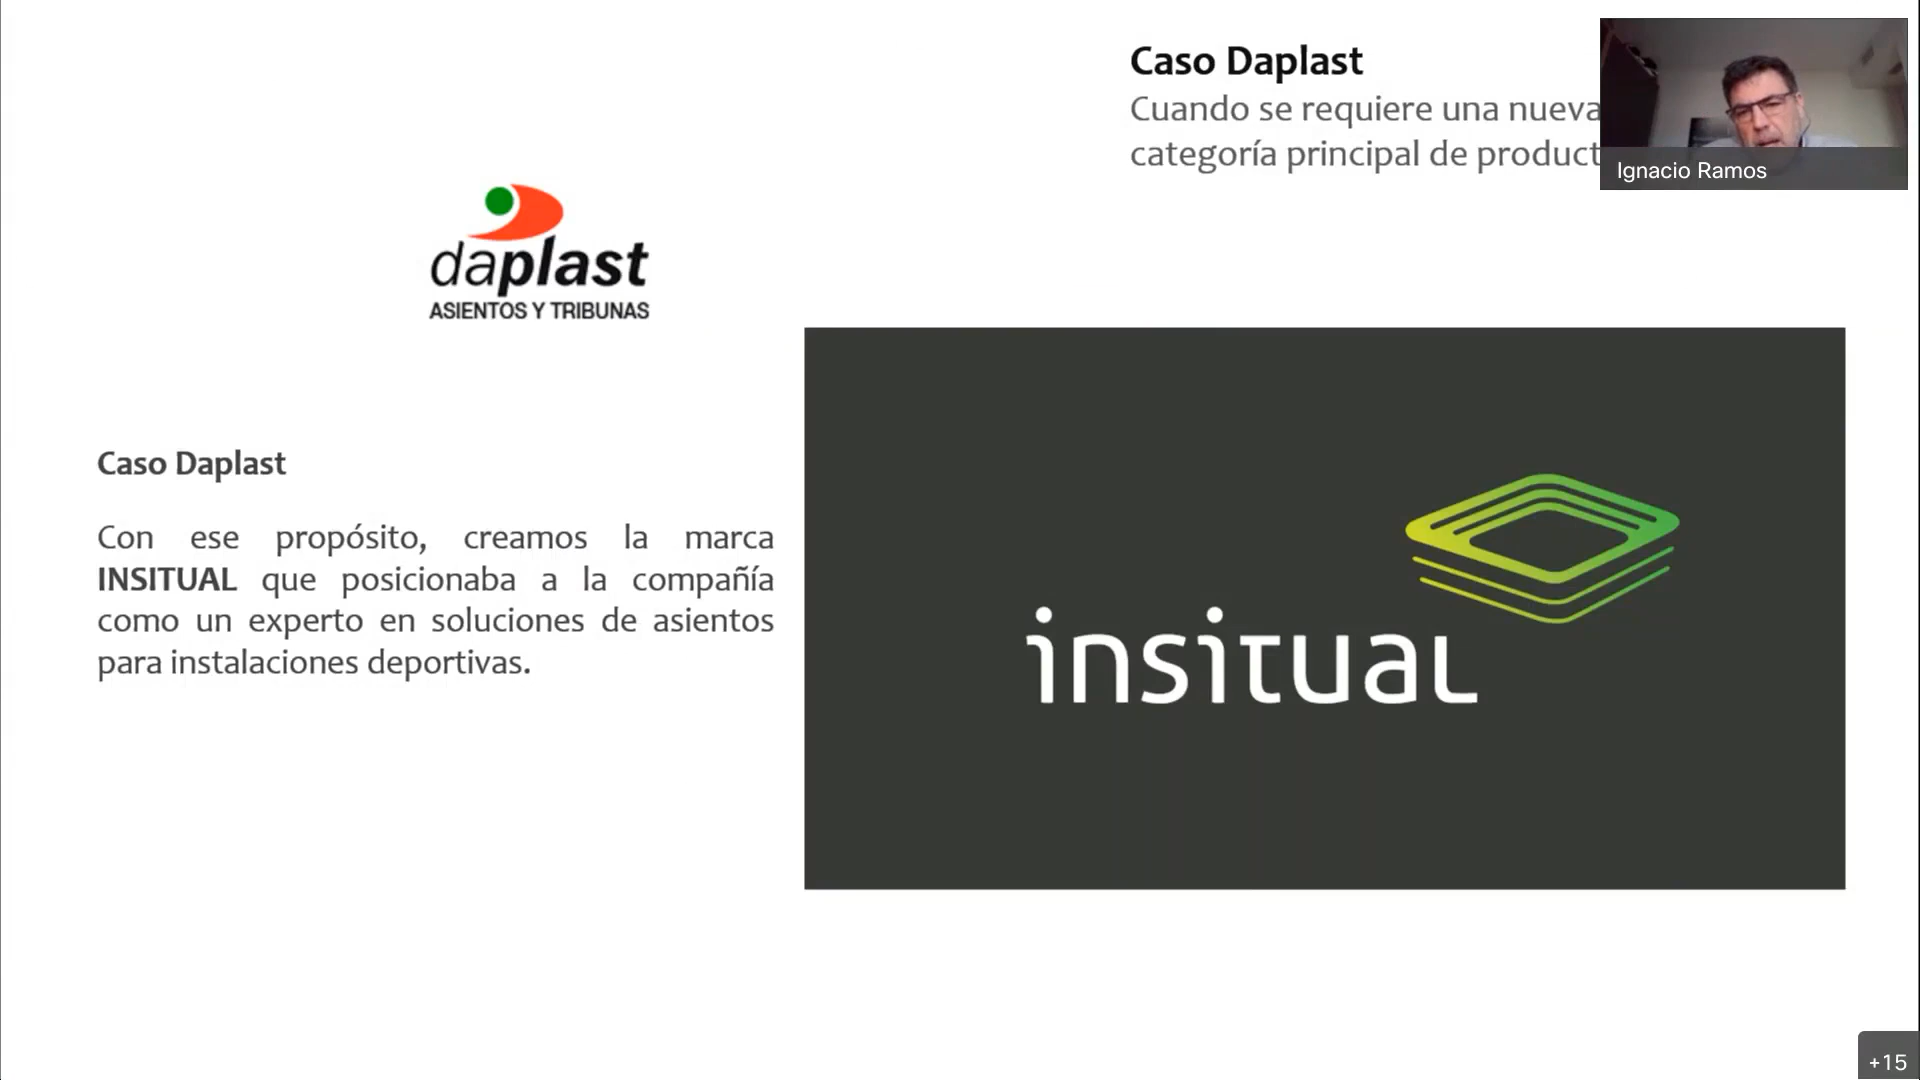 Caso Daplast
Cuando se requiere una nueva
categoría principal de product
Ignacio Ramos
daplast
ASIENTOS Y TRIBUNAS
Caso Daplast
Con ese propósito, creamos la marca
INSITUAL que posicionaba a la compañía
como un experto en soluciones de asientos
para instalaciones deportivas.
insitual
+15